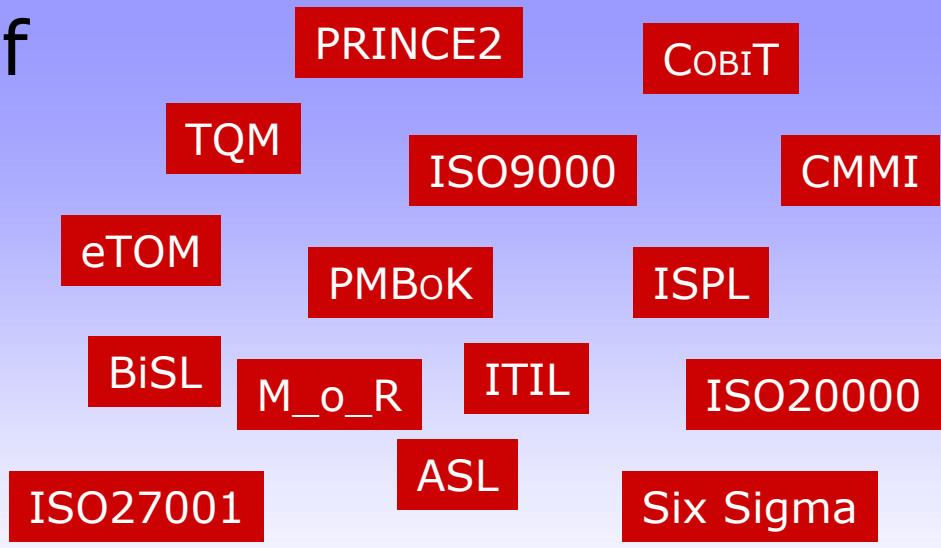 f
PRINCE2
COBIT
TQM
ISO9000
CMMI
eTOM
PMBOK
ISPL
BiSL
M_o_R
ITIL
ISO20000
ASL
ISO27001
Six Sigma